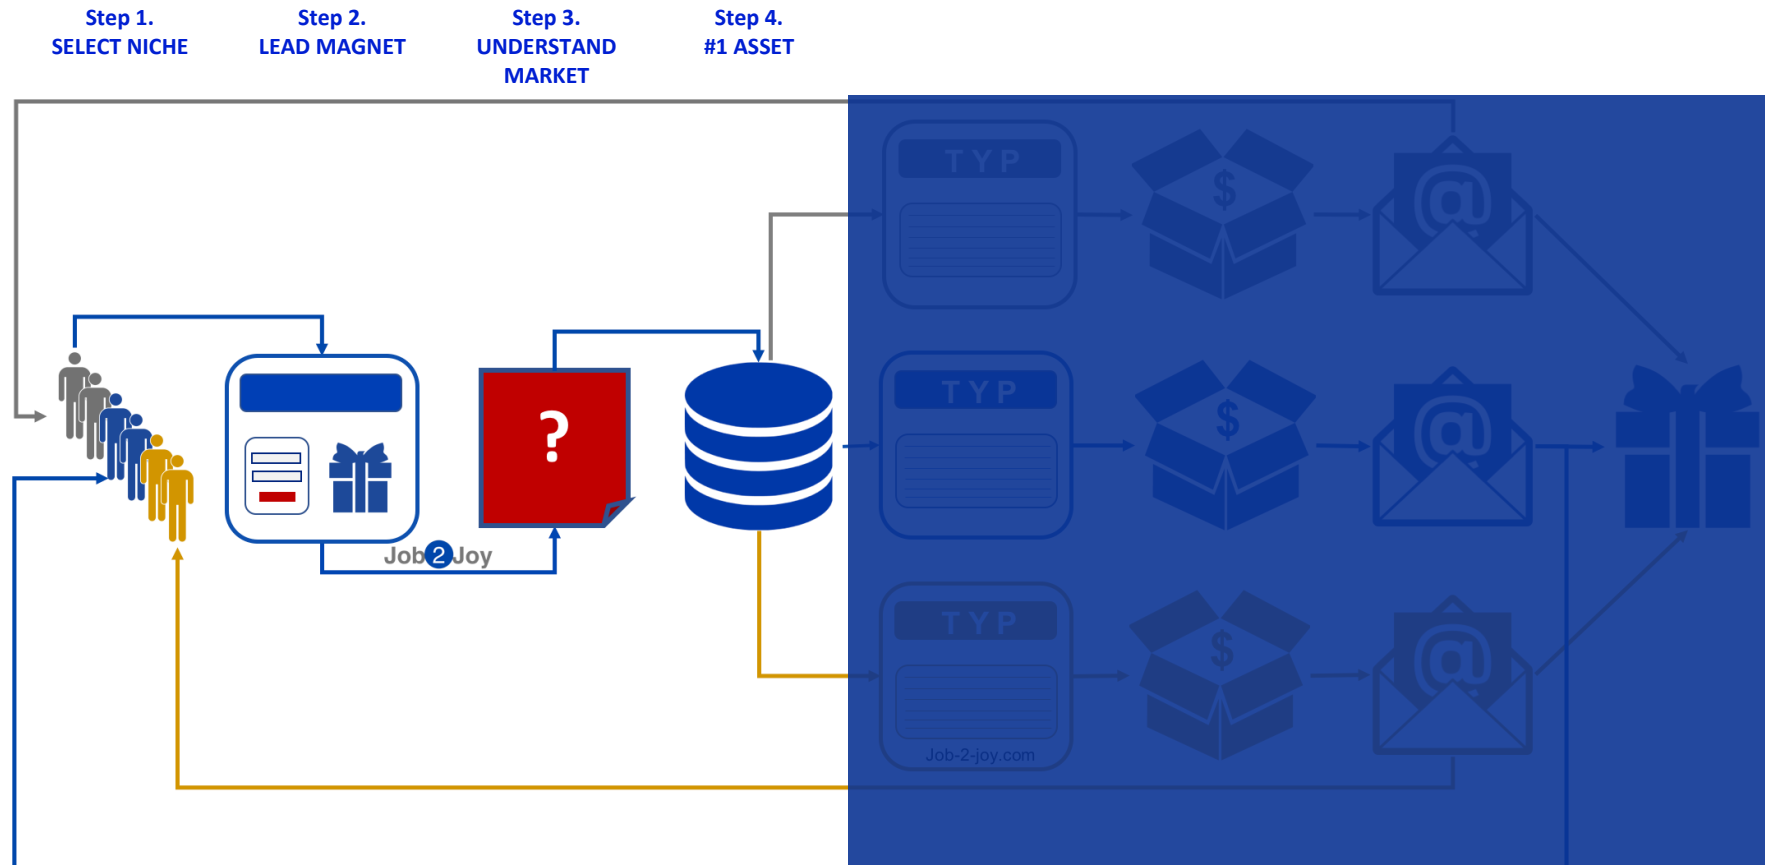 Step 1.
SELECT NICHE
Step 2.
LEAD MAGNET
Step 3.
UNDERSTAND
MARKET
Step 4.
#1 ASSET
TYP
$
@
TYP
$
@
?
Job2Joy
TYP
$
@
Job-2-joy.com